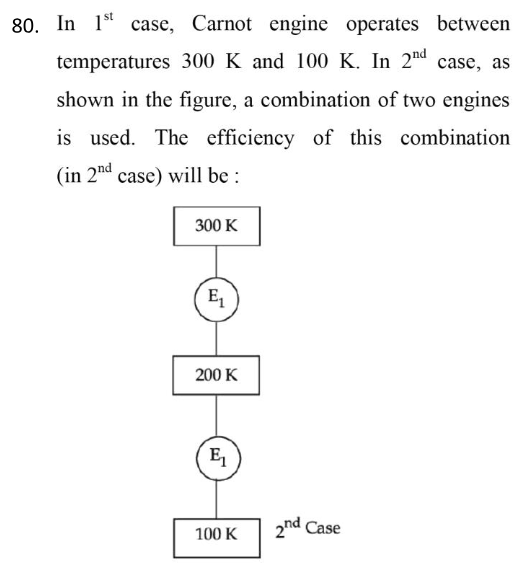 80. In 1st case, Carnot engine operates between
temperatures 300 K and 100 K. In 2nd case, as
shown in the figure, a combination of two engines
is used. The efficiency of this combination
(in 2nd case) will be :
300 K
E1
200 K
E1
100 K
2nd Case